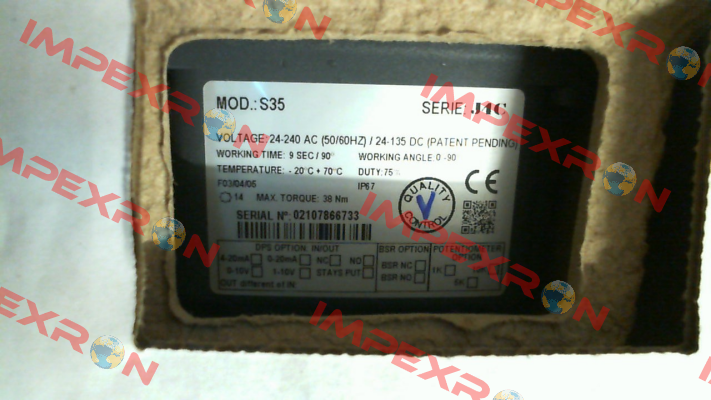 MOD.: S35 SERIE: J4C
VOLTAGE: 24-240 AC (50/60HZ) / 24-135 DC (PATENT PENDING)
WORKING TIME: 9 SEC / 90° WORKING ANGLE: 0 -90
TEMPERATURE: - 20°C + 70°C DUTY: 75%
F03/04/05 IP67
14 MAX. TORQUE: 38 Nm
QUALITY V CONTROL
CE
SERIAL Nº: 02107866733
DPS OPTION IN/OUT BSR OPTION POTENTIOMETER OPTION
4-20mA 0-20mA NC NO BSR NC 1K
0-10V 1-10V STAYS PUT BSR NO 5K
OUT different of IN:
IMPEXRON
IMPEXRON
IMPEXRON
IMPEXRON
IMPEXRON